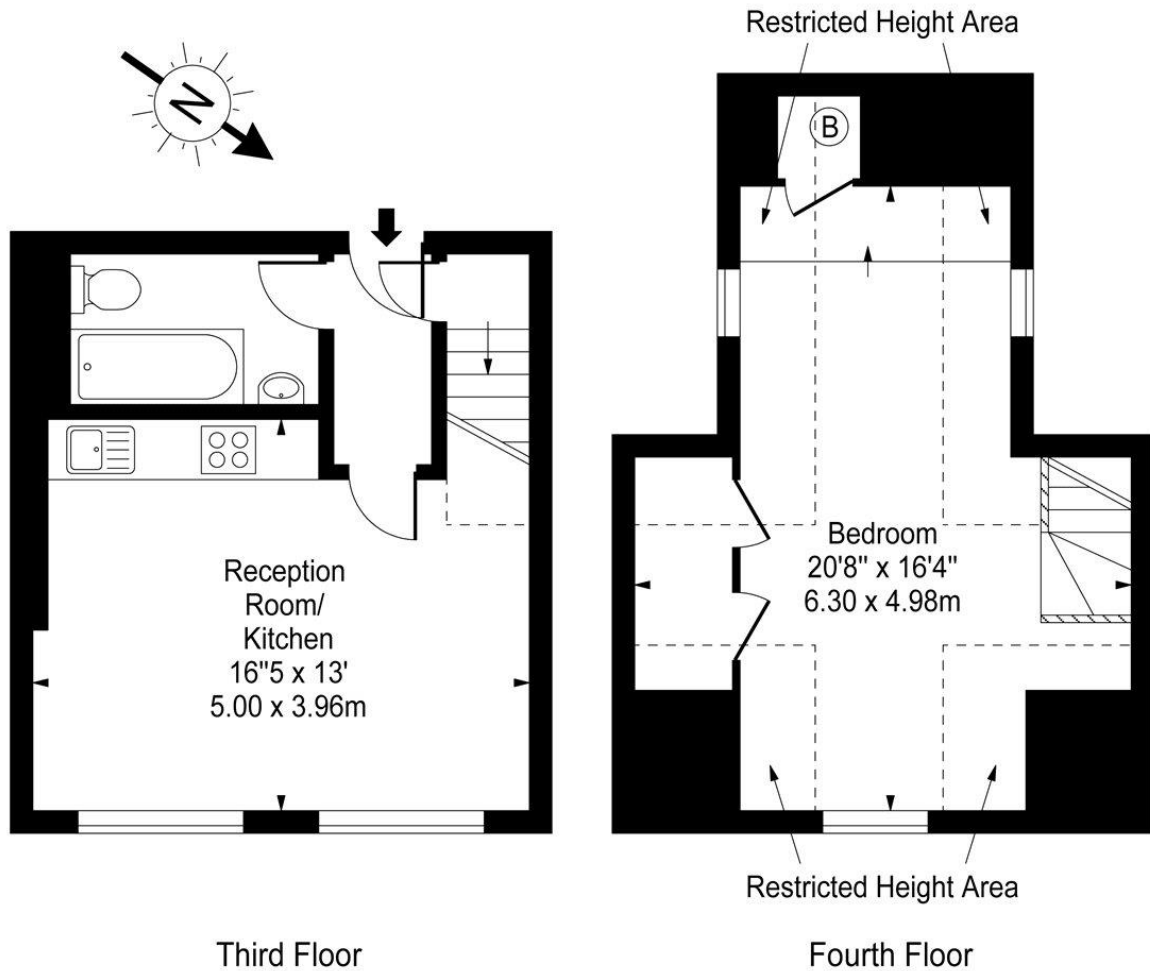 Restricted Height Area
N
B
Reception
Room/
Kitchen
16"5 x 13'
5.00 x 3.96m
Bedroom
20'8" x 16'4"
6.30 x 4.98m
Restricted Height Area
Third Floor
Fourth Floor